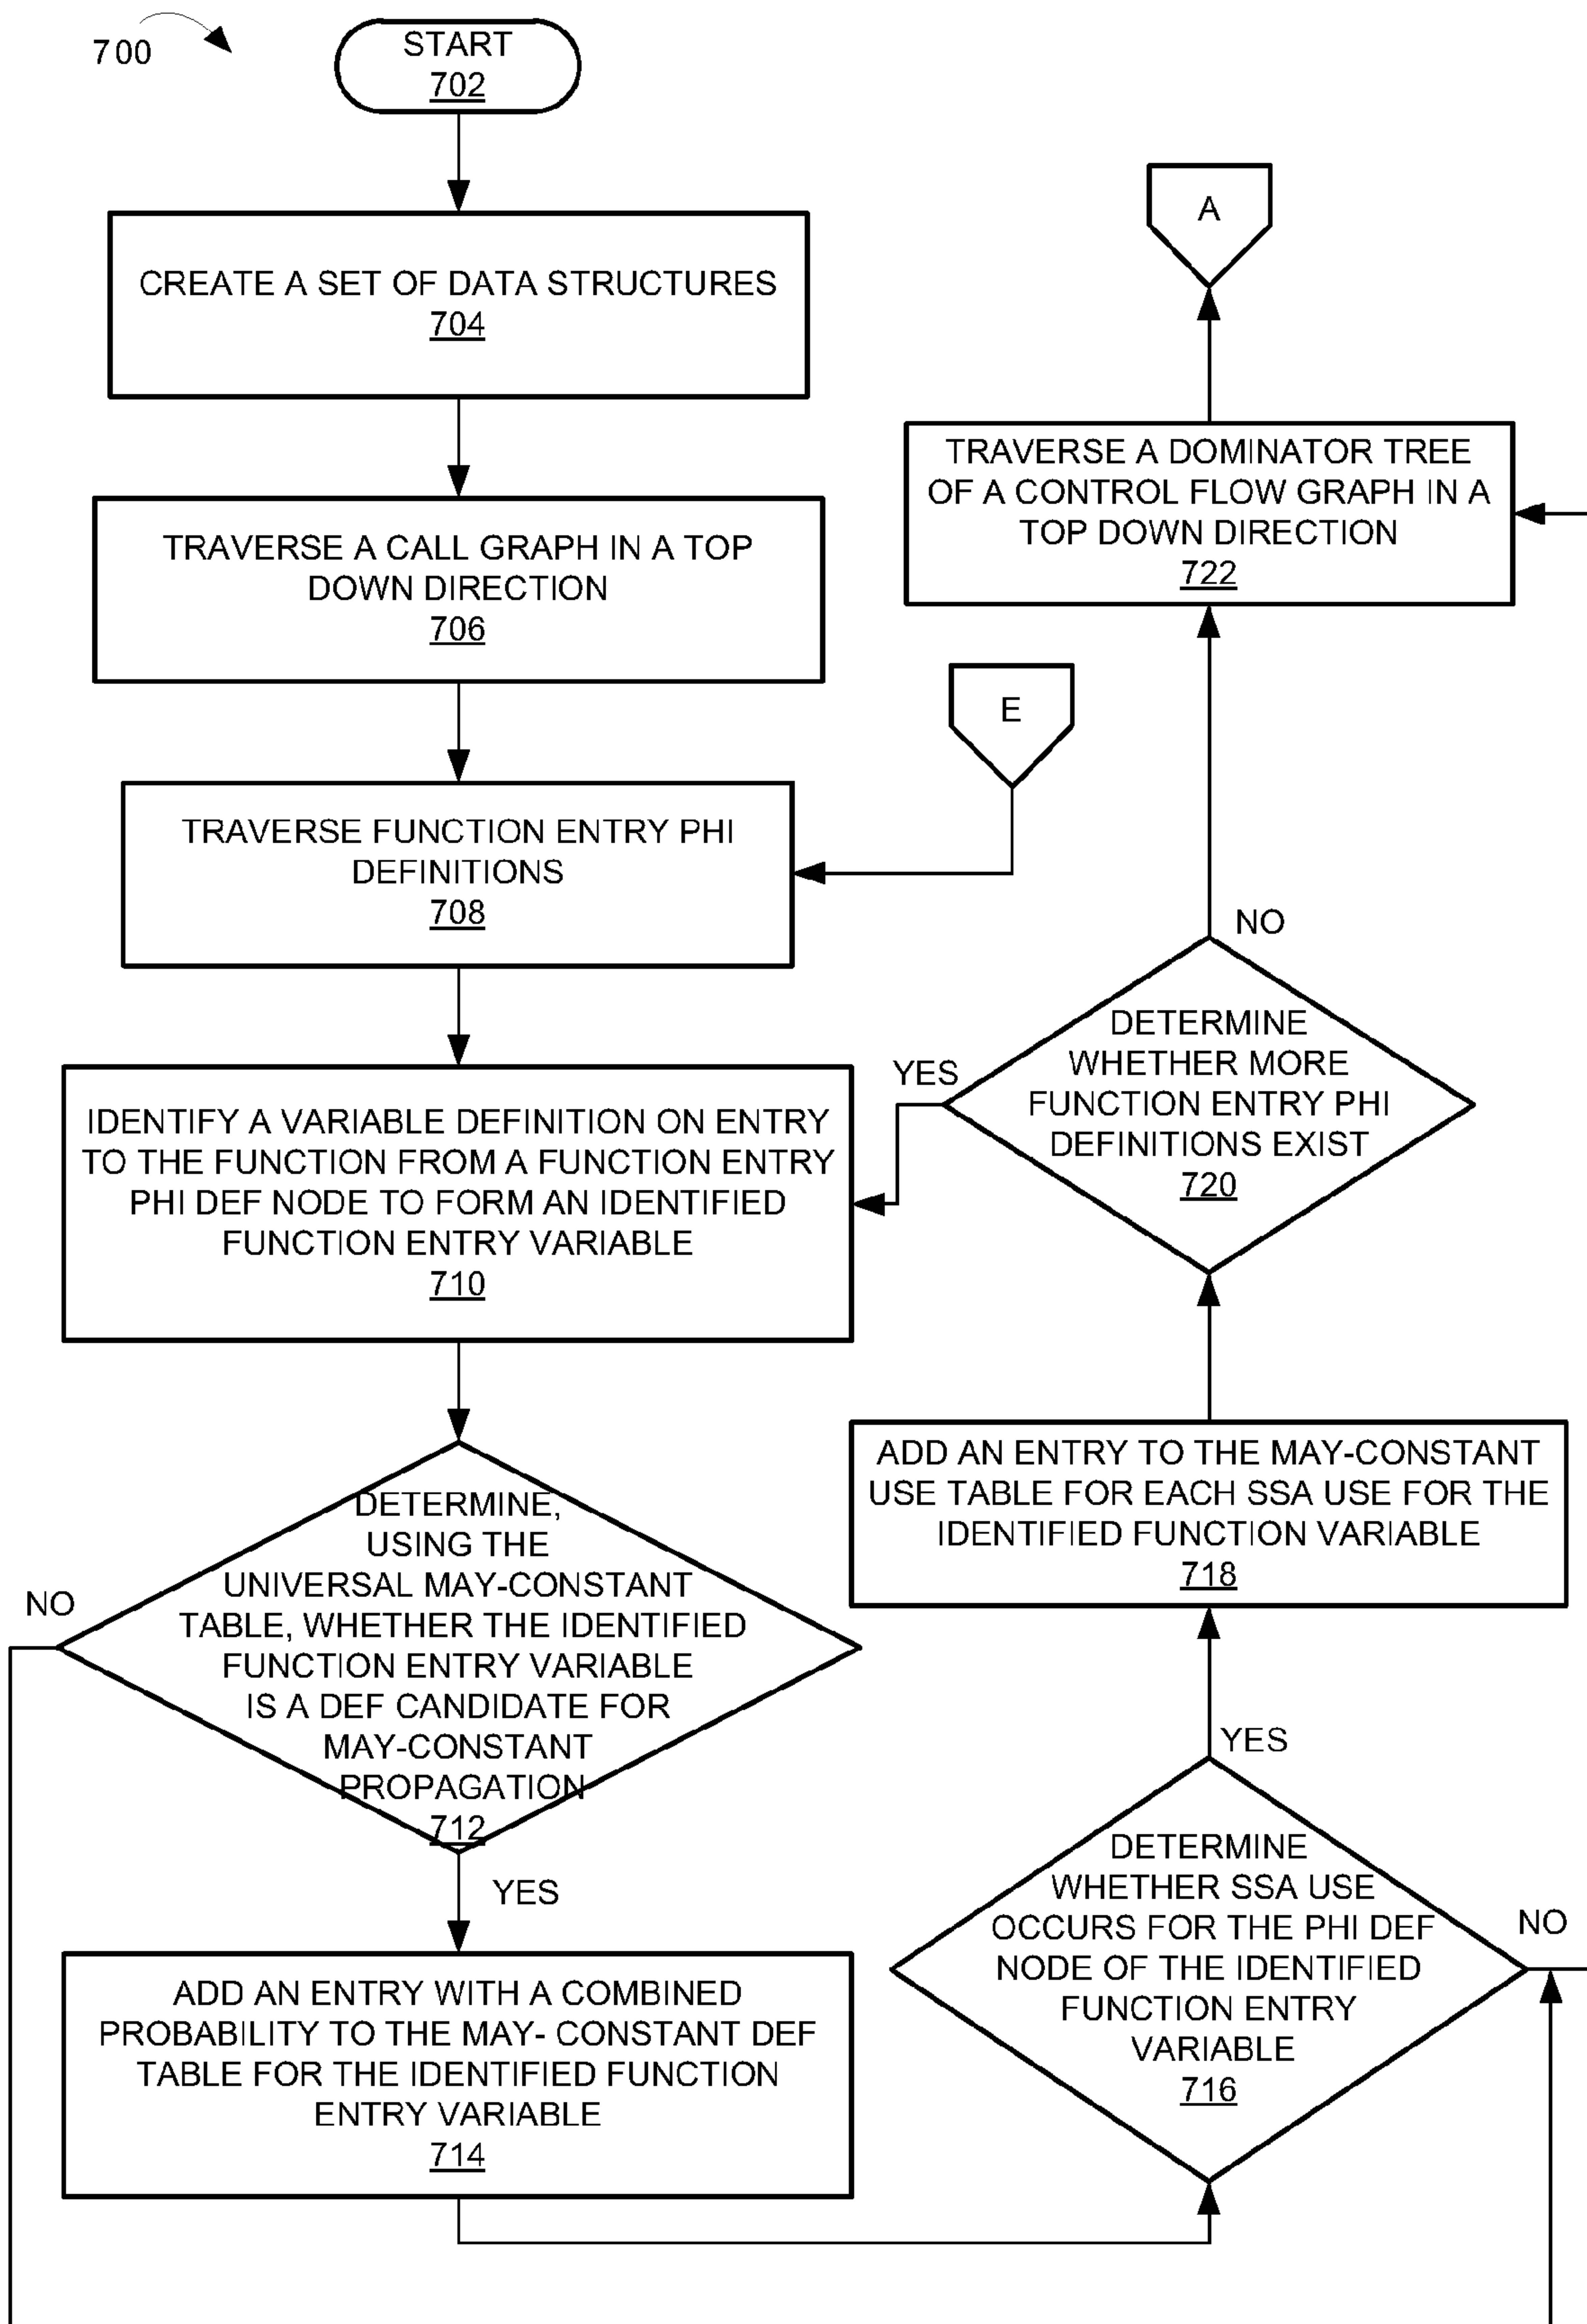 700
START
702
CREATE A SET OF DATA STRUCTURES
704
TRAVERSE A CALL GRAPH IN A TOP
DOWN DIRECTION
706
TRAVERSE FUNCTION ENTRY PHI
DEFINITIONS
708
E
IDENTIFY A VARIABLE DEFINITION ON ENTRY
TO THE FUNCTION FROM A FUNCTION ENTRY
PHI DEF NODE TO FORM AN IDENTIFIED
FUNCTION ENTRY VARIABLE
710
DETERMINE,
USING THE
UNIVERSAL MAY-CONSTANT
TABLE, WHETHER THE IDENTIFIED
FUNCTION ENTRY VARIABLE
IS A DEF CANDIDATE FOR
MAY-CONSTANT
PROPAGATION
712
NO
YES
ADD AN ENTRY WITH A COMBINED
PROBABILITY TO THE MAY- CONSTANT DEF
TABLE FOR THE IDENTIFIED FUNCTION
ENTRY VARIABLE
714
DETERMINE
WHETHER SSA USE
OCCURS FOR THE PHI DEF
NODE OF THE IDENTIFIED
FUNCTION ENTRY
VARIABLE
716
NO
YES
ADD AN ENTRY TO THE MAY-CONSTANT
USE TABLE FOR EACH SSA USE FOR THE
IDENTIFIED FUNCTION VARIABLE
718
DETERMINE
WHETHER MORE
FUNCTION ENTRY PHI
DEFINITIONS EXIST
720
YES
NO
TRAVERSE A DOMINATOR TREE
OF A CONTROL FLOW GRAPH IN A
TOP DOWN DIRECTION
722
A